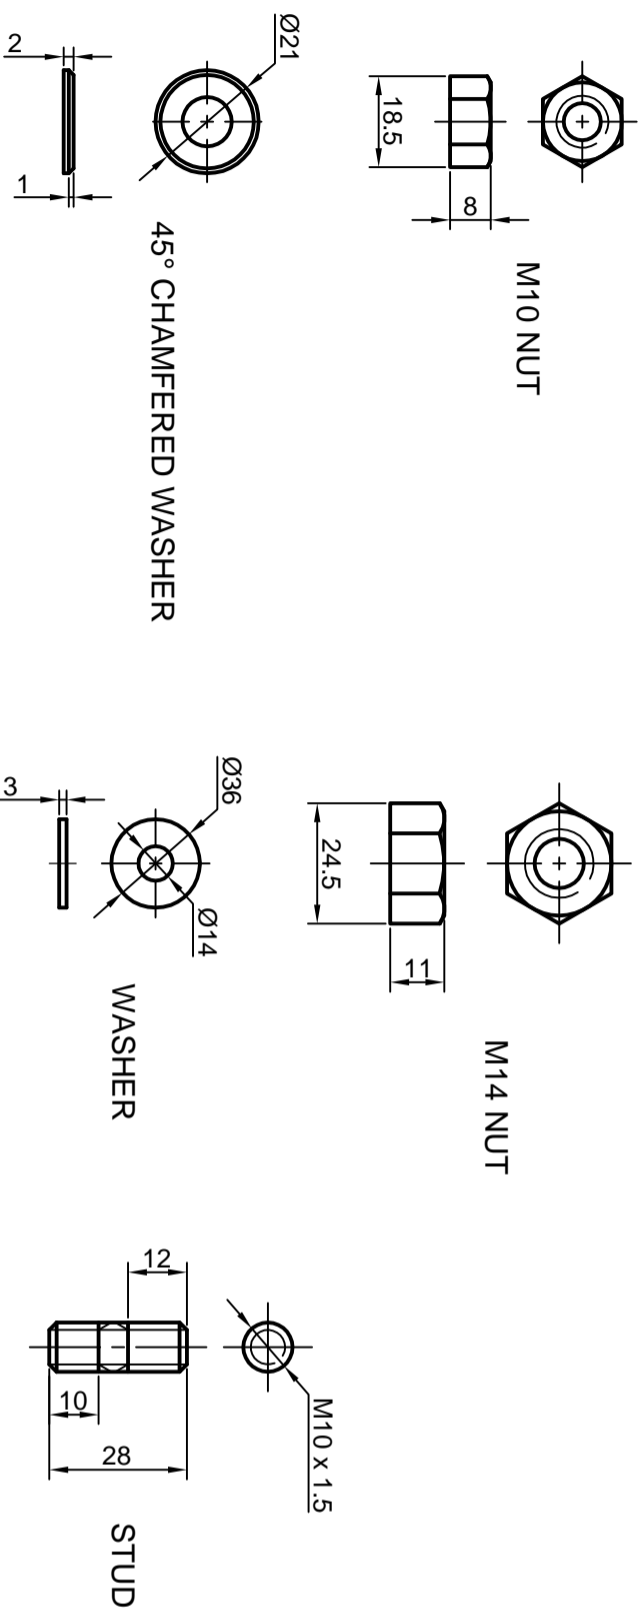 Ø21
2
1
45° CHAMFERED WASHER
18.5
8
M10 NUT
Ø36
Ø14
3
WASHER
24.5
11
M14 NUT
12
10
28
M10 x 1.5
STUD